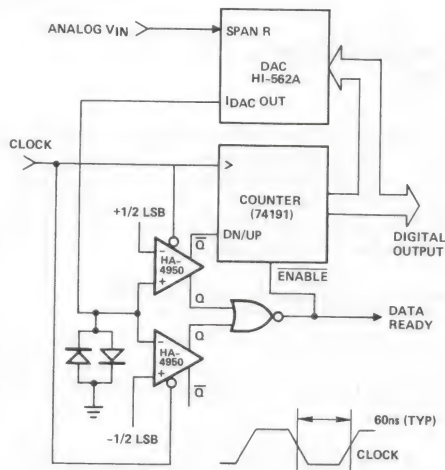 ANALOG VIN
SPAN R
DAC
HI-562A
IDAC OUT
CLOCK
>
COUNTER
(74191)
+1/2 LSB
DN/UP
Q̅
DIGITAL
OUTPUT
-
HA-
4950
+
E̅N̅A̅B̅L̅E̅
Q
DATA
READY
-
HA-
4950
+
Q
Q̅
60ns (TYP)
CLOCK
-1/2 LSB